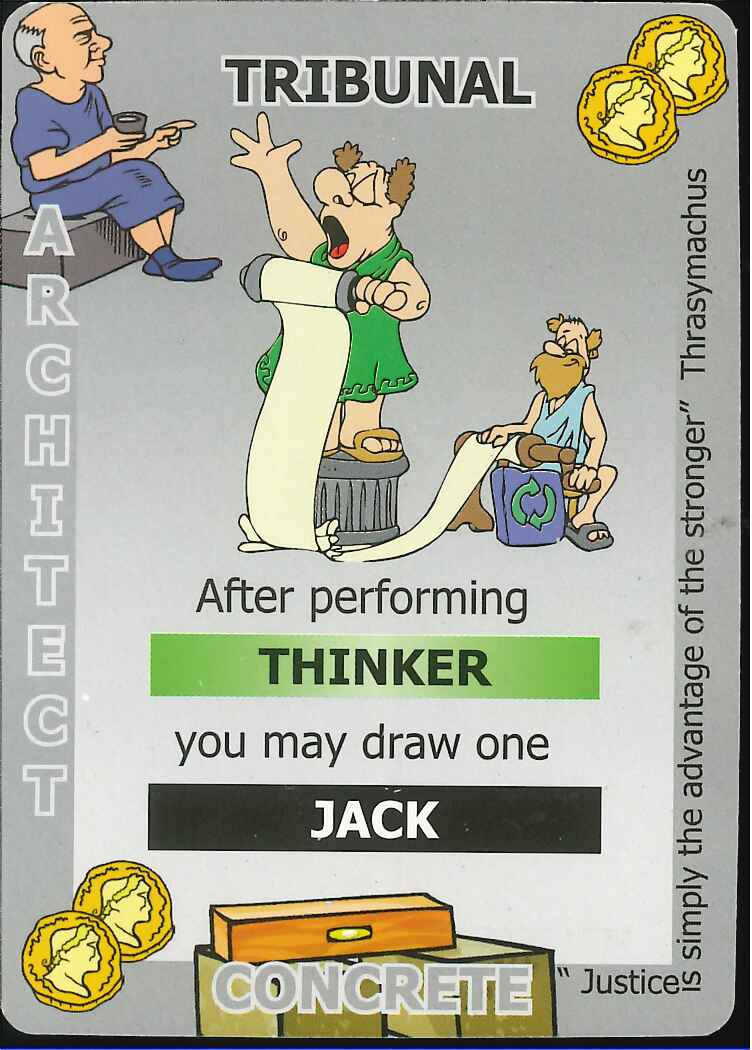 TRIBUNAL
ARCHITECT
After performing
THINKER
you may draw one
JACK
CONCRETE
“ Justice
is simply the advantage of the stronger” Thrasymachus